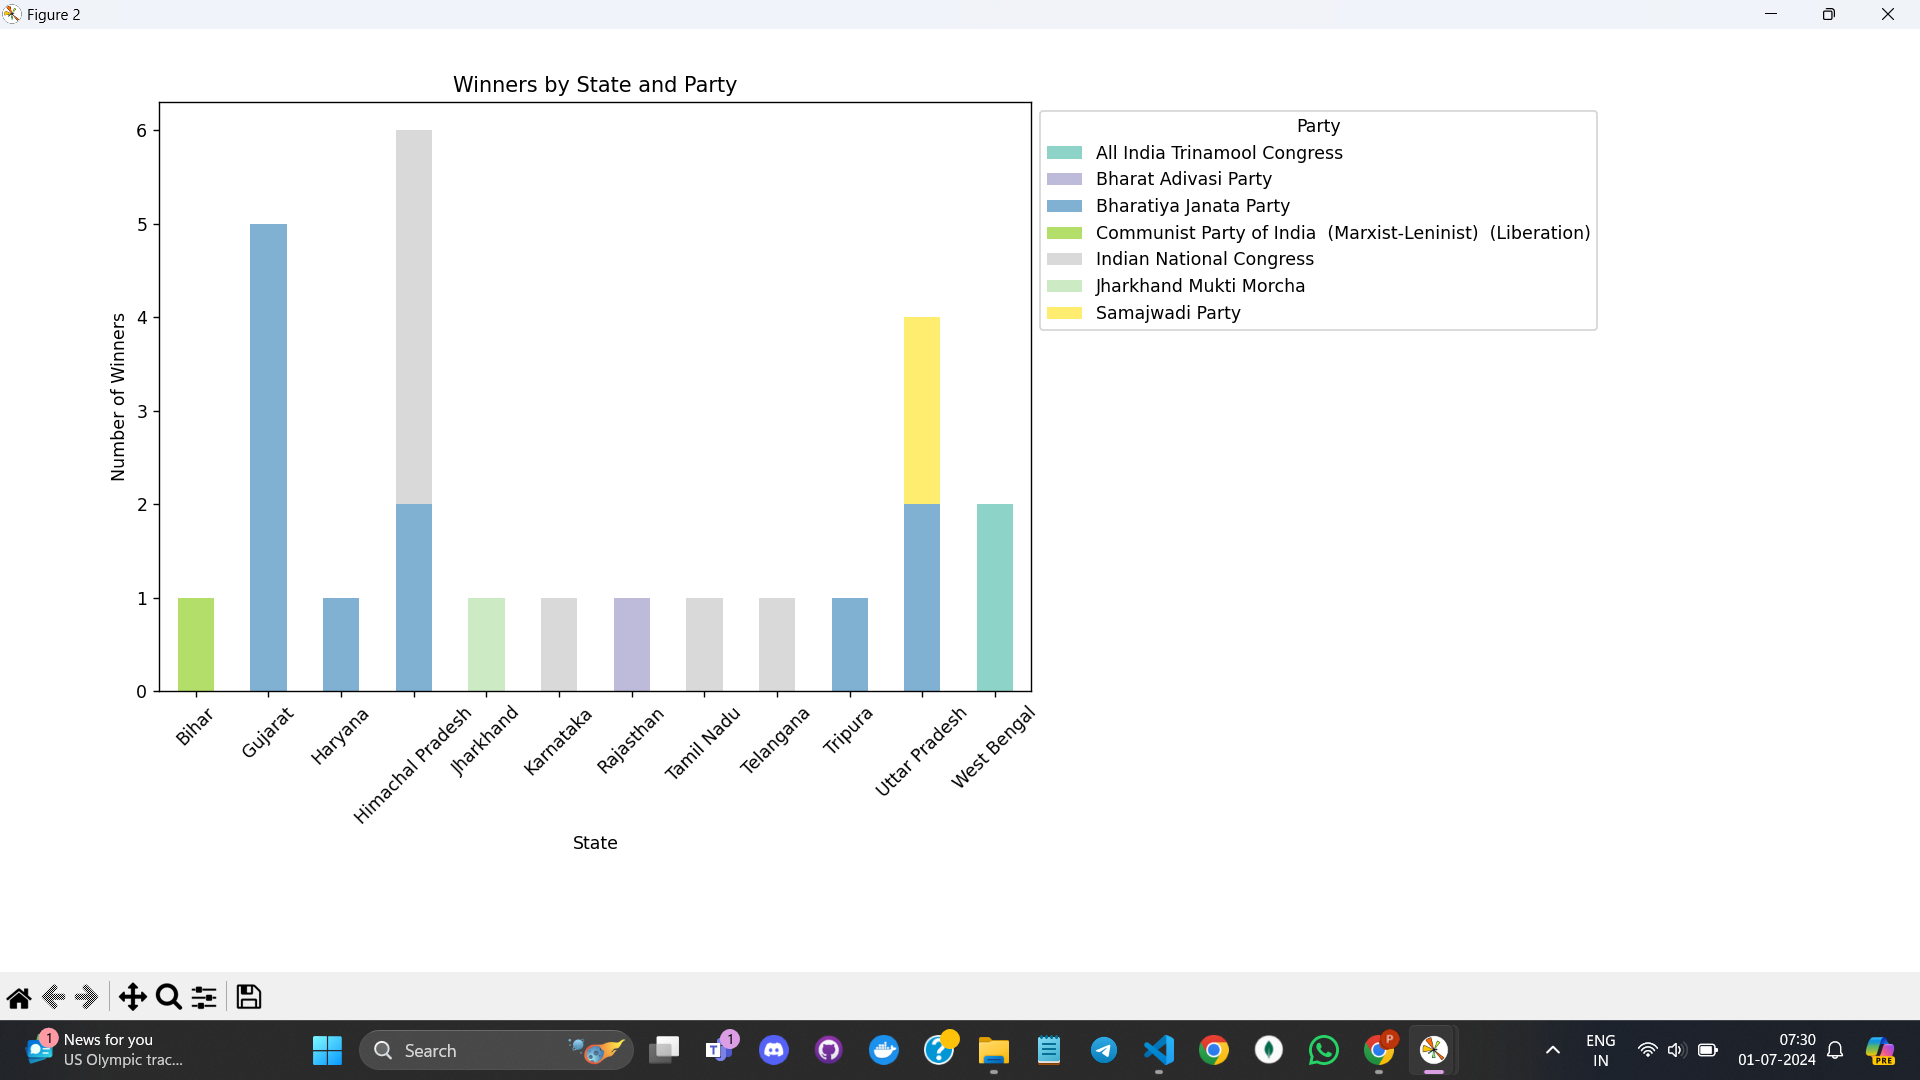 Figure 2
Winners by State and Party
6
5
4
3
2
1
0
Number of Winners
Bihar
Gujarat
Haryana
Himachal Pradesh
Jharkhand
Karnataka
Rajasthan
Tamil Nadu
Telangana
Tripura
Uttar Pradesh
West Bengal
State
Party
All India Trinamool Congress
Bharat Adivasi Party
Bharatiya Janata Party
Communist Party of India  (Marxist-Leninist)  (Liberation)
Indian National Congress
Jharkhand Mukti Morcha
Samajwadi Party
1
News for you
US Olympic trac...
Search
1
P
ENG
IN
07:30
01-07-2024
PRE